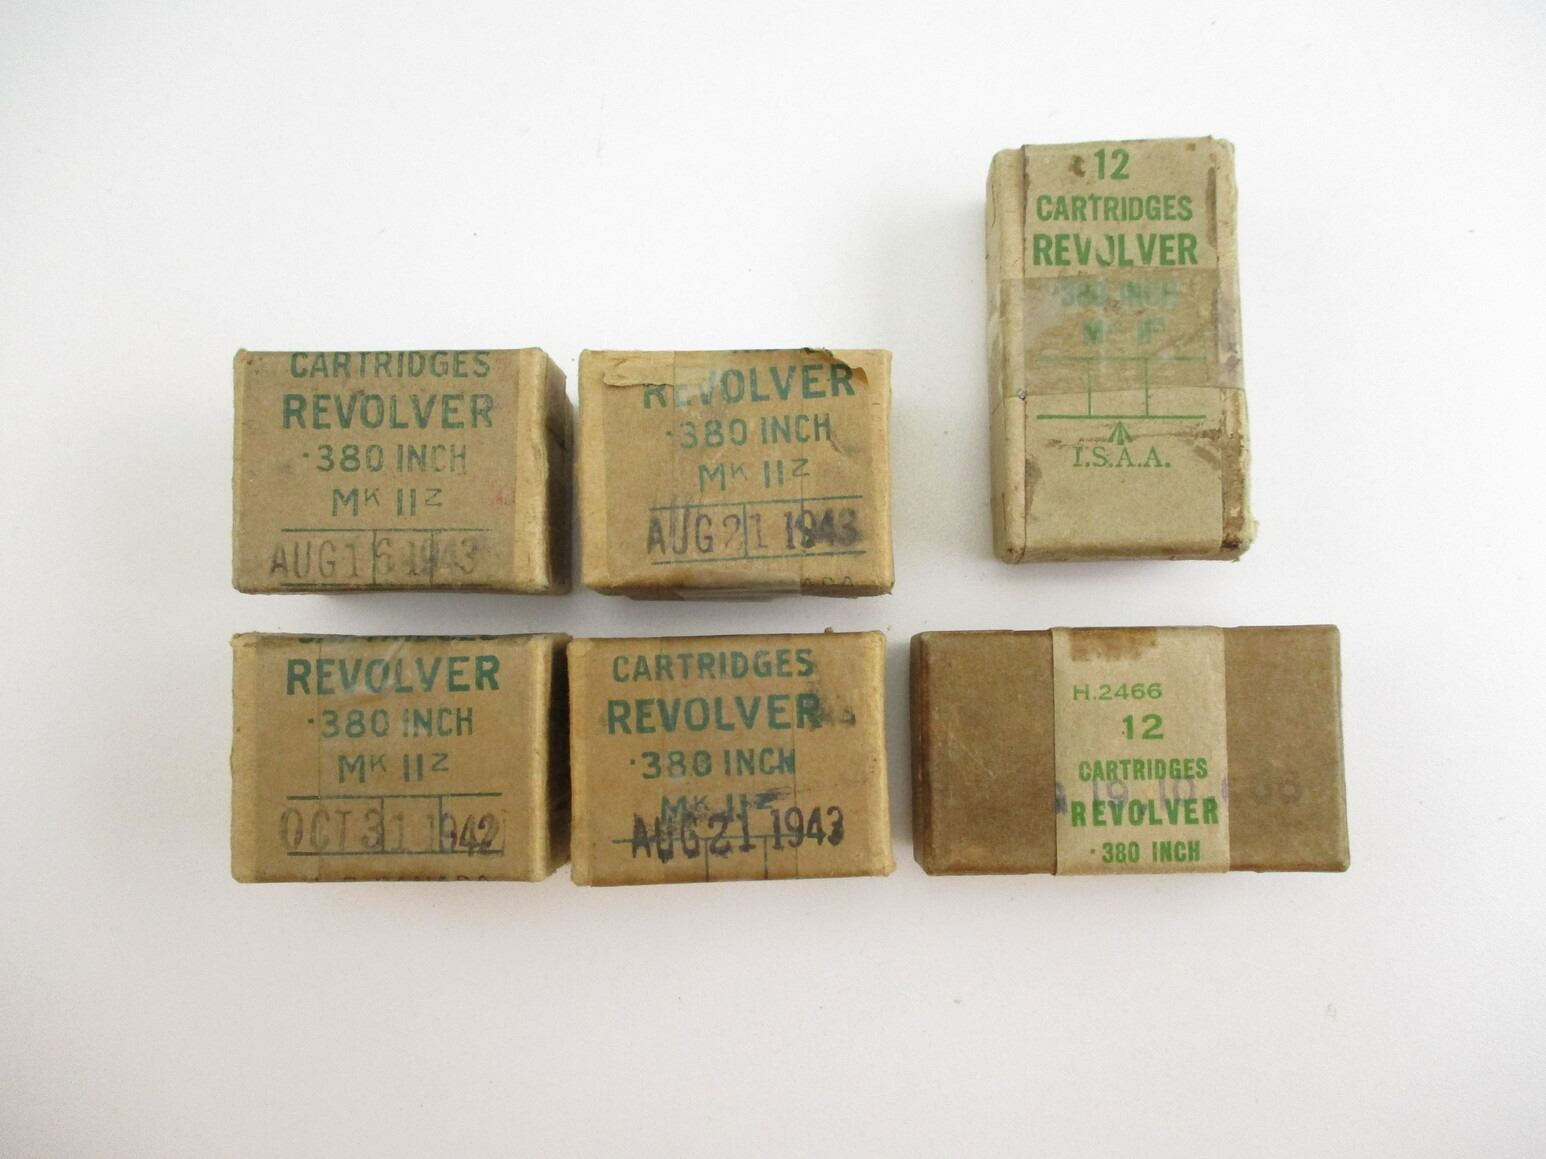 CARTRIDGES
REVOLVER
·380 INCH
MK IIZ
AUG 16 1943
REVOLVER
·380 INCH
MK IIZ
AUG 21 1943
12
CARTRIDGES
REVOLVER
·380 INCH
I.S.A.A.
REVOLVER
·380 INCH
MK IIZ
OCT 31 1942
CARTRIDGES
REVOLVER
·380 INCH
MK IIZ
AUG 21 1943
H.2466
12
CARTRIDGES
REVOLVER
·380 INCH